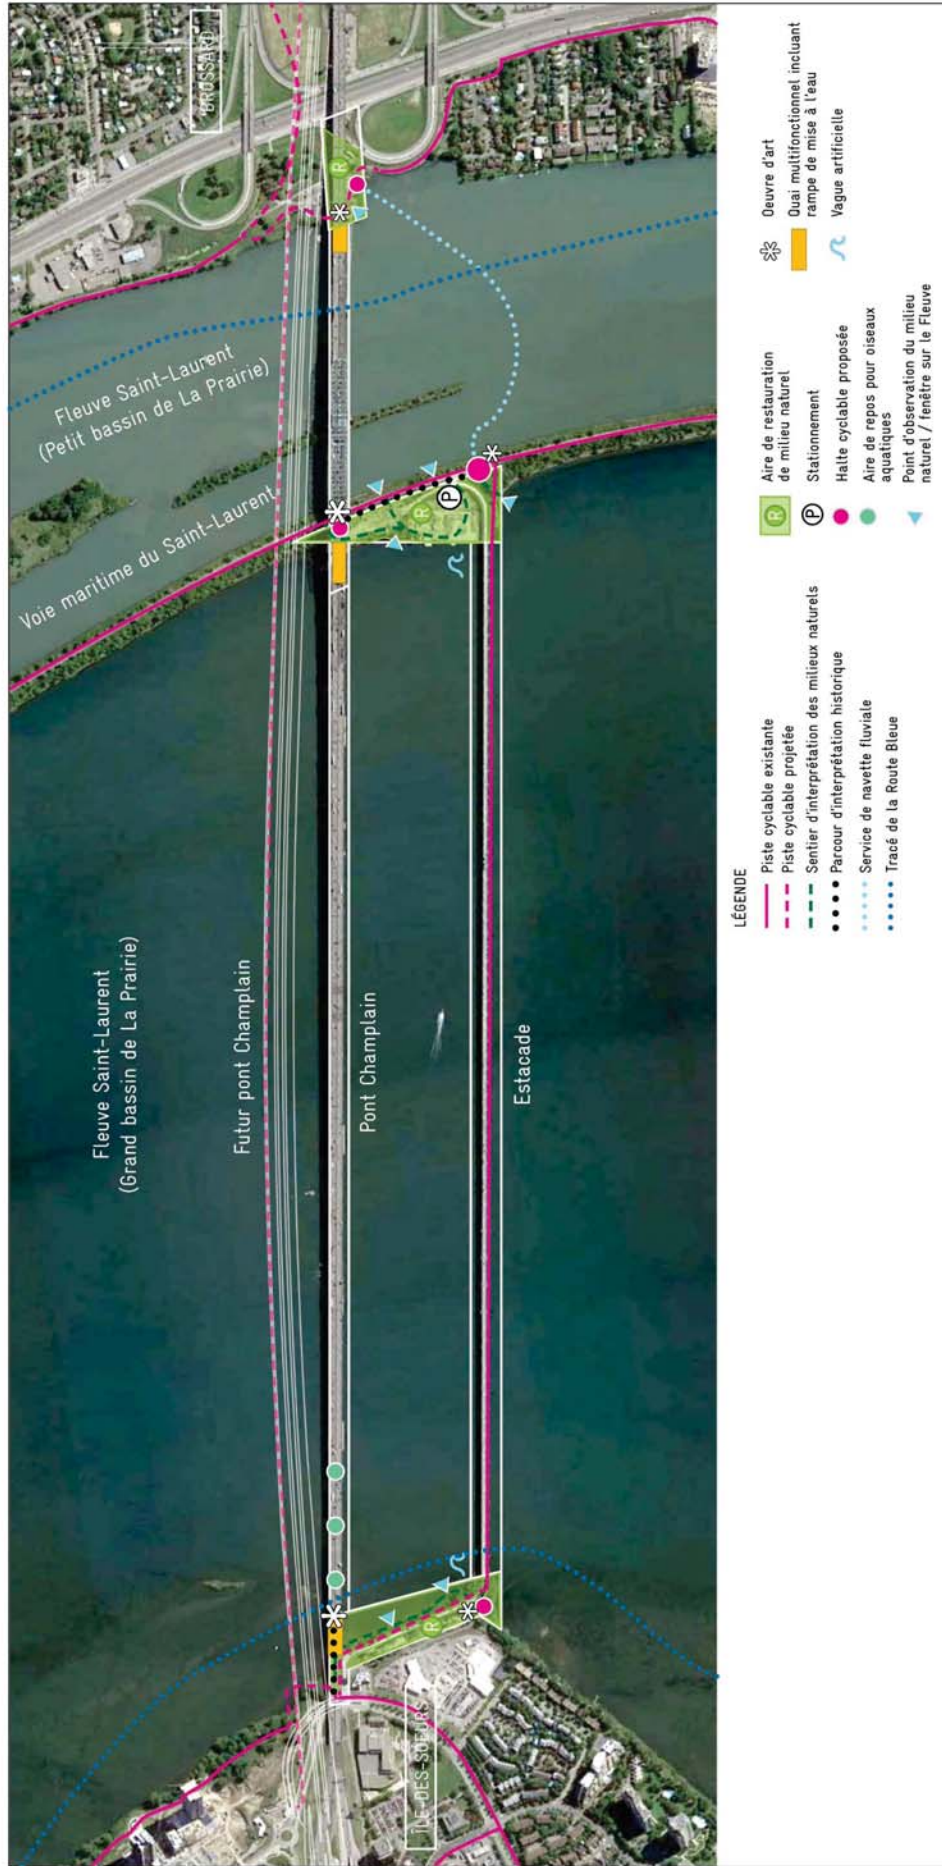 BROSSARD
Fleuve Saint-Laurent
(Petit bassin de La Prairie)
Voie maritime du Saint-Laurent
Fleuve Saint-Laurent
(Grand bassin de La Prairie)
Futur pont Champlain
Pont Champlain
Estacade
ÎLE-DES-SOEURS
R
R
R
P
LÉGENDE
Piste cyclable existante
Piste cyclable projetée
Sentier d'interprétation des milieux naturels
Parcour d'interprétation historique
Service de navette fluviale
Tracé de la Route Bleue
R
Aire de restauration
de milieu naturel
P
Stationnement
Halte cyclable proposée
Aire de repos pour oiseaux
aquatiques
Point d'observation du milieu
naturel / fenêtre sur le Fleuve
Oeuvre d'art
Quai multifonctionnel incluant
rampe de mise à l'eau
Vague artificielle